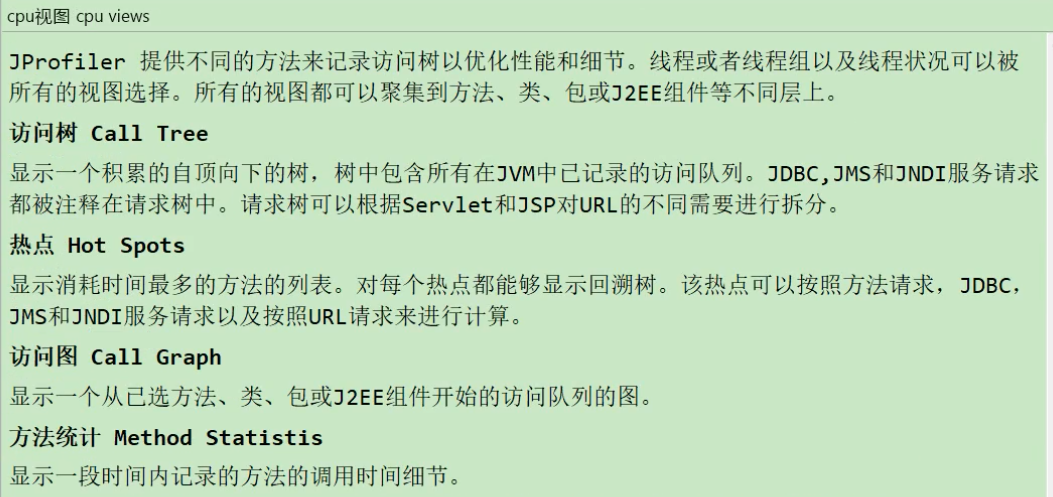 cpu视图 cpu views
JProfiler 提供不同的方法来记录访问树以优化性能和细节。线程或者线程组以及线程状况可以被
所有的视图选择。所有的视图都可以聚集到方法、类、包或J2EE组件等不同层上。
访问树 Call Tree
显示一个积累的自顶向下的树，树中包含所有在JVM中已记录的访问队列。JDBC,JMS和JNDI服务请求
都被注释在请求树中。请求树可以根据Servlet和JSP对URL的不同需要进行拆分。
热点 Hot Spots
显示消耗时间最多的方法的列表。对每个热点都能够显示回溯树。该热点可以按照方法请求，JDBC，
JMS和JNDI服务请求以及按照URL请求来进行计算。
访问图 Call Graph
显示一个从已选方法、类、包或J2EE组件开始的访问队列的图。
方法统计 Method Statistis
显示一段时间内记录的方法的调用时间细节。